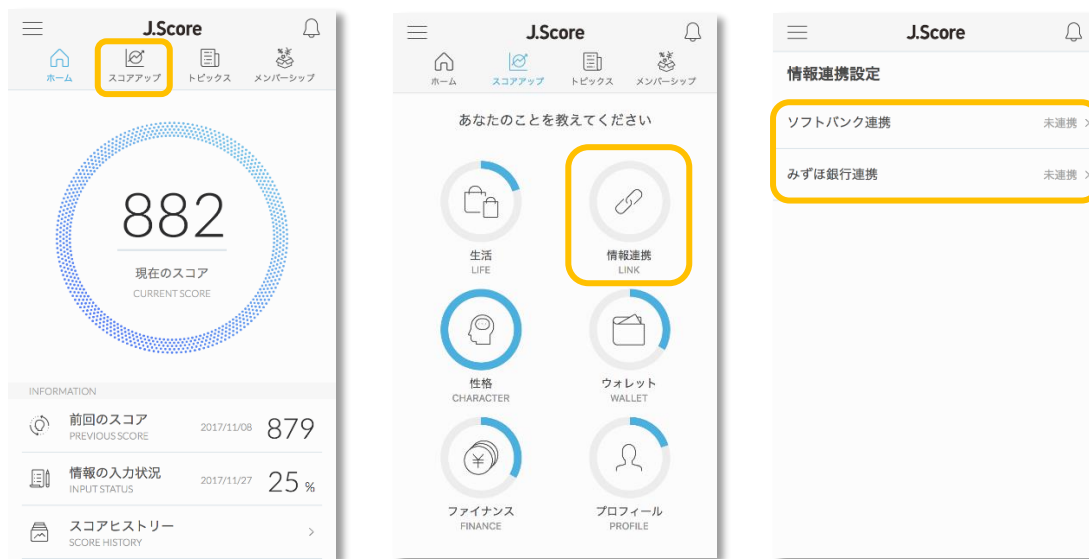 J.Score
ホーム
スコアアップ
トピックス
メンバーシップ
882
現在のスコア
CURRENT SCORE
INFORMATION
前回のスコア
PREVIOUS SCORE
2017/11/08
879
情報の入力状況
INPUT STATUS
2017/11/27
25 %
スコアヒストリー
SCORE HISTORY
J.Score
ホーム
スコアアップ
トピックス
メンバーシップ
あなたのことを教えてください
生活
LIFE
情報連携
LINK
性格
CHARACTER
ウォレット
WALLET
ファイナンス
FINANCE
プロフィール
PROFILE
J.Score
情報連携設定
ソフトバンク連携
未連携
みずほ銀行連携
未連携